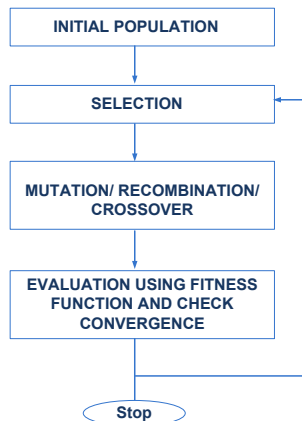 INITIAL POPULATION
SELECTION
MUTATION/ RECOMBINATION/
CROSSOVER
EVALUATION USING FITNESS
FUNCTION AND CHECK
CONVERGENCE
Stop